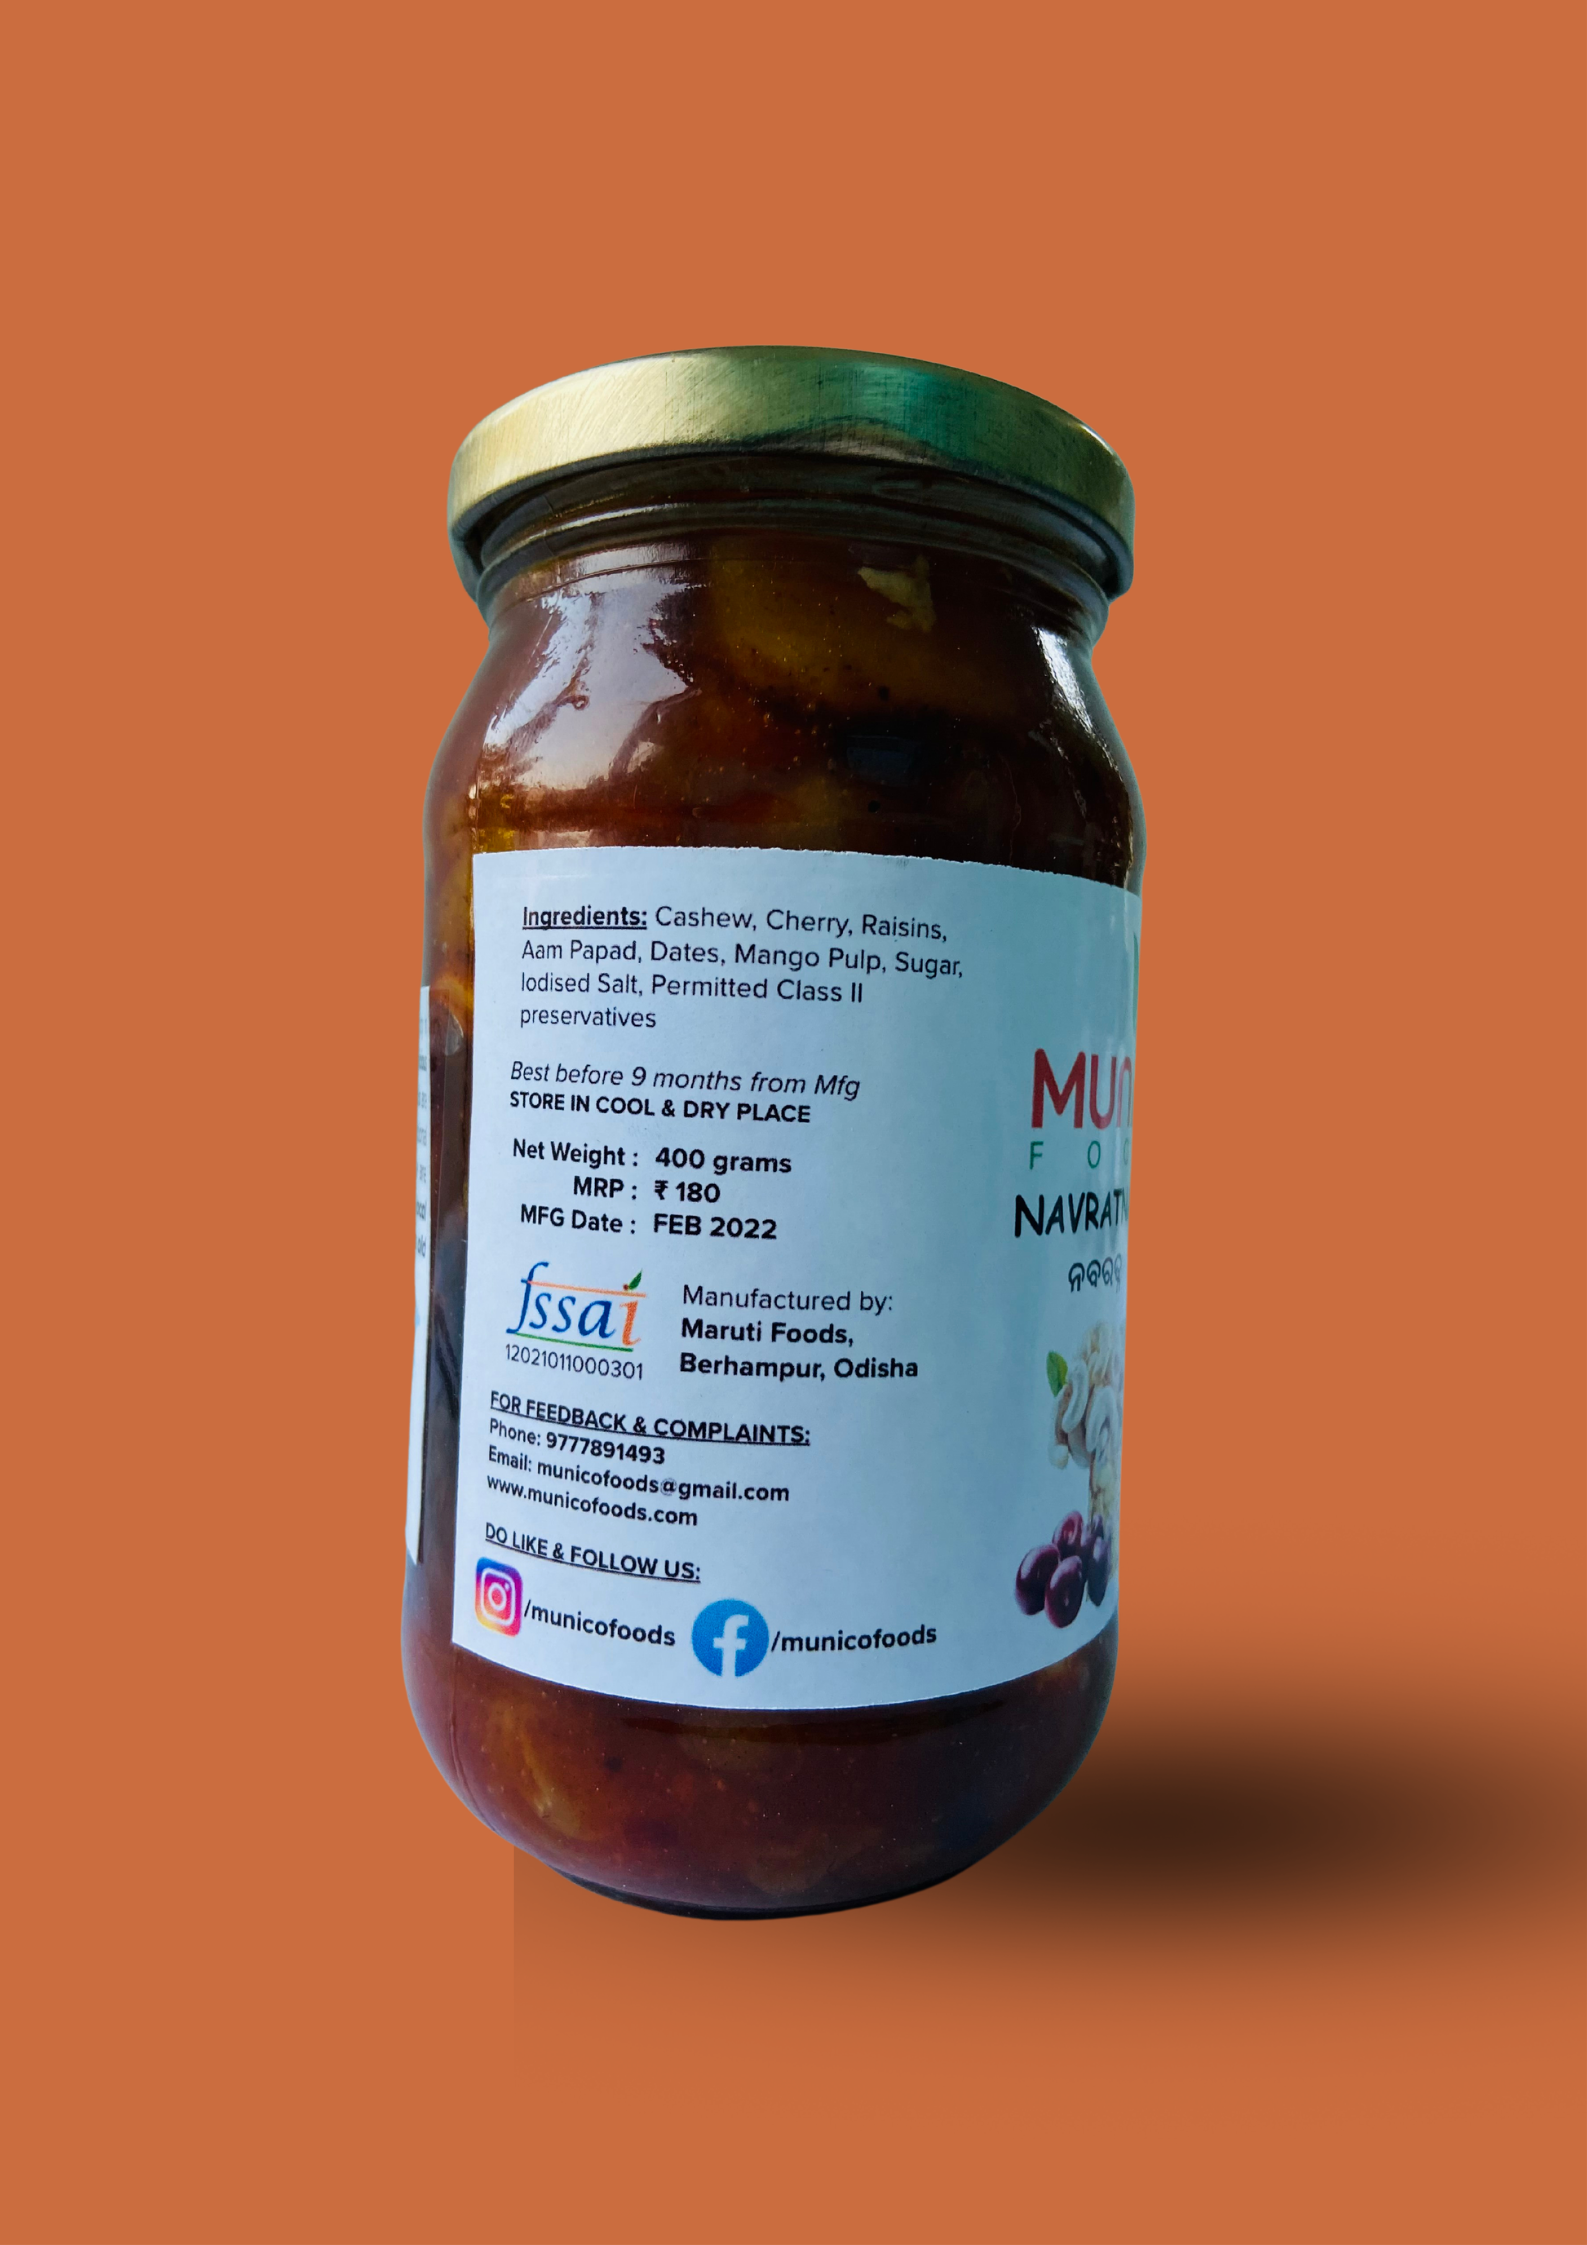 Ingredients: Cashew, Cherry, Raisins,
Aam Papad, Dates, Mango Pulp, Sugar,
Iodised Salt, Permitted Class II
preservatives
Best before 9 months from Mfg
STORE IN COOL & DRY PLACE
Net Weight : 400 grams
MRP : ₹ 180
MFG Date : FEB 2022
fssai
12021011000301
Manufactured by:
Maruti Foods,
Berhampur, Odisha
FOR FEEDBACK & COMPLAINTS:
Phone: 9777891493
Email: municofoods@gmail.com
www.municofoods.com
DO LIKE & FOLLOW US:
/municofoods
/municofoods